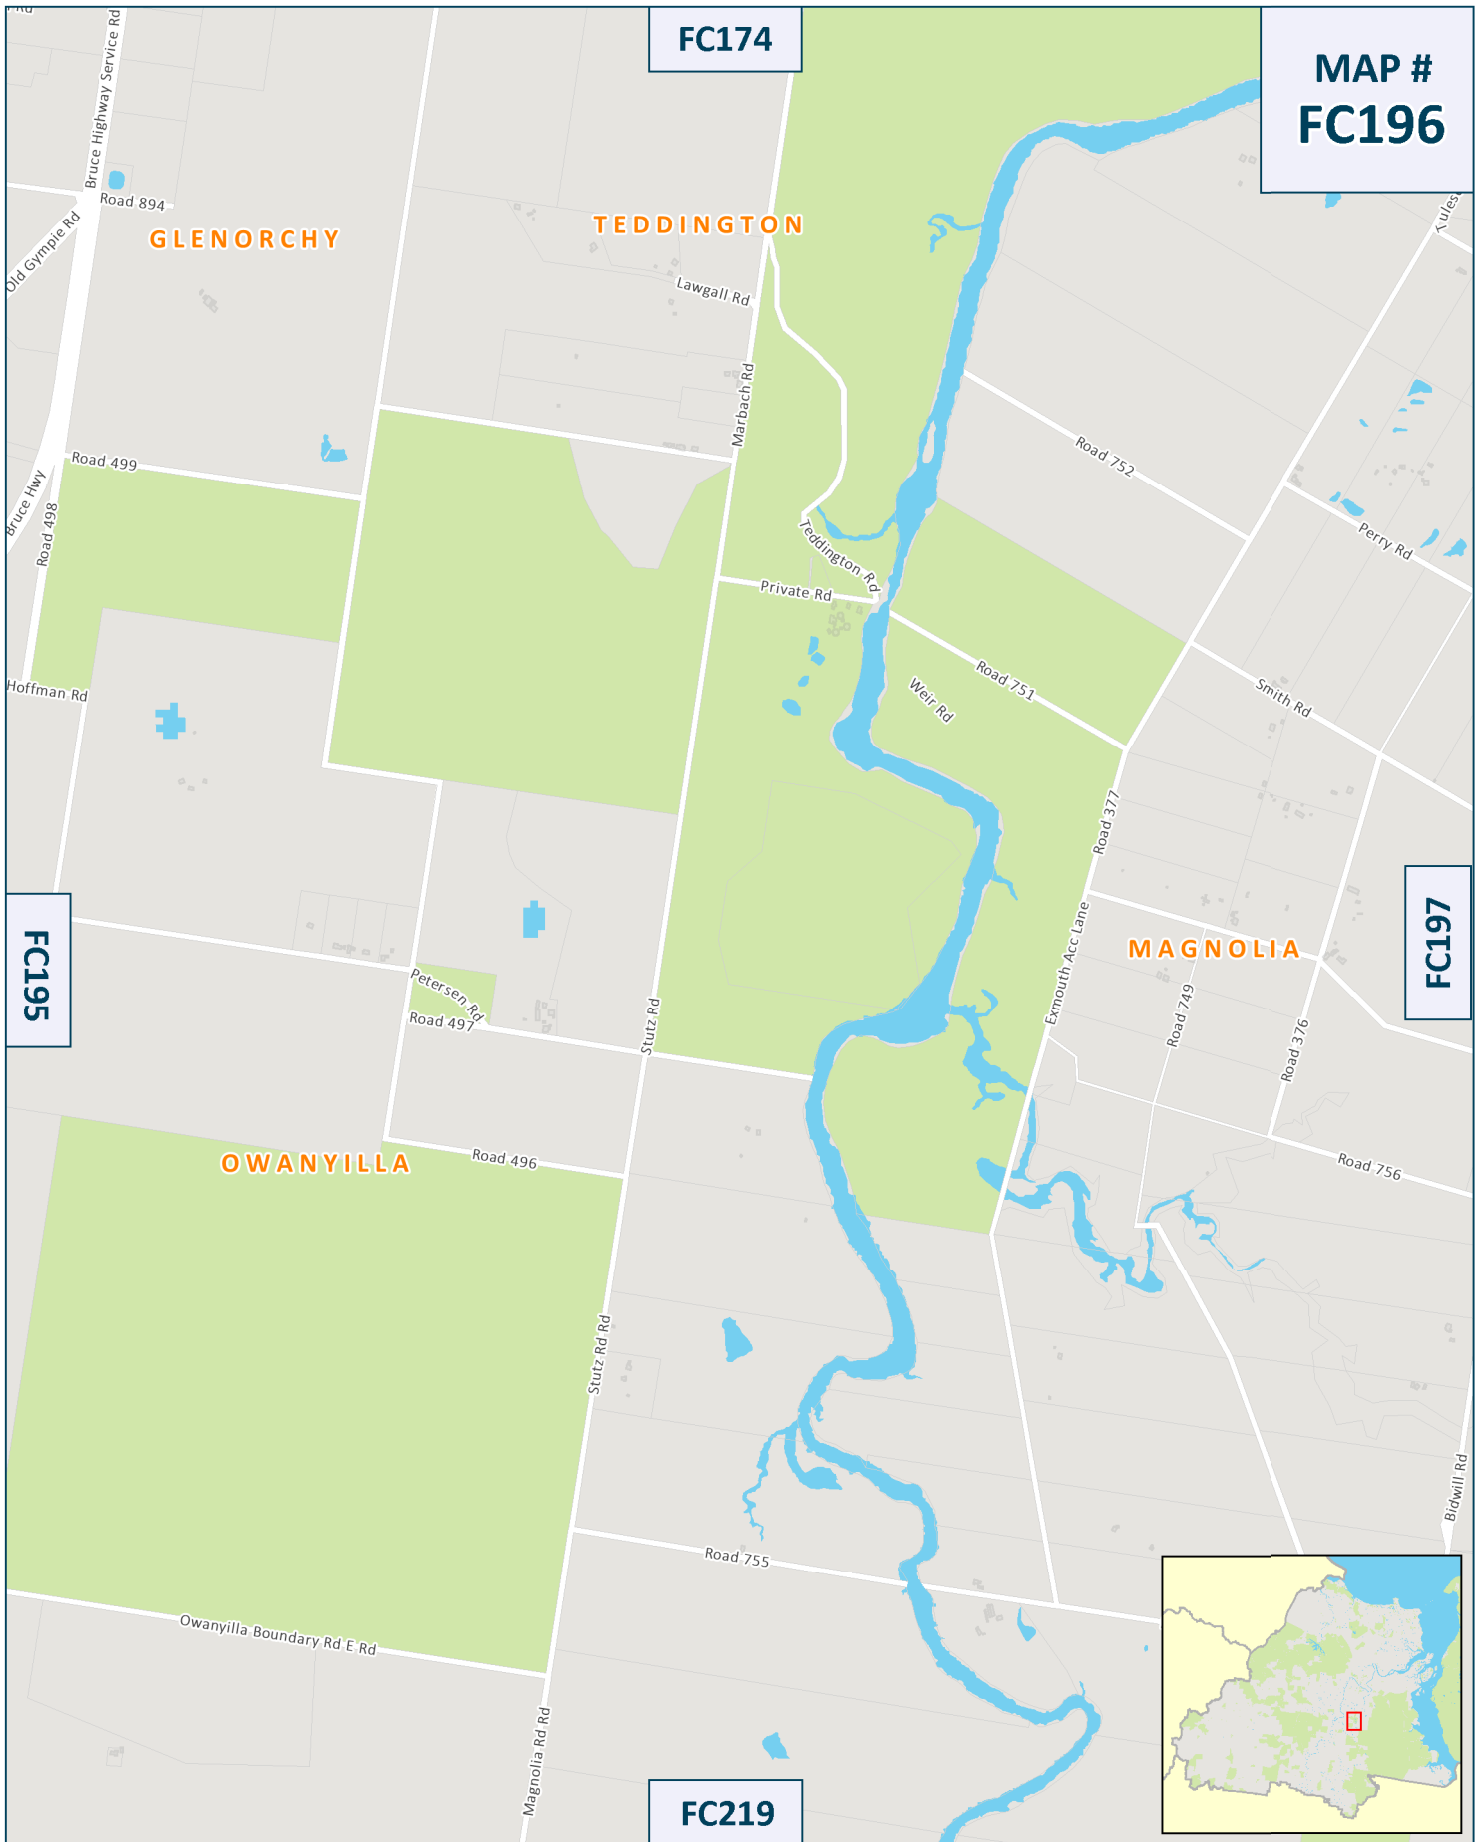 Rd
FC174
MAP #
FC196
Bruce Highway Service Rd
Road 894
Old Gympie Rd
GLENORCHY
TEDDINGTON
Lawgall Rd
Marbach Rd
Road 752
Road 499
Bruce Hwy
Road 498
Teddington Rd
Perry Rd
Private Rd
Hoffman Rd
Road 751
Weir Rd
Smith Rd
Road 377
FC195
FC197
MAGNOLIA
Exmouth Acc Lane
Petersen Rd
Road 497
Stutz Rd
Road 749
Road 376
OWANYILLA
Road 496
Road 756
Stutz Rd Rd
Bidwill Rd
Road 755
Owanyilla Boundary Rd E Rd
Magnolia Rd Rd
FC219